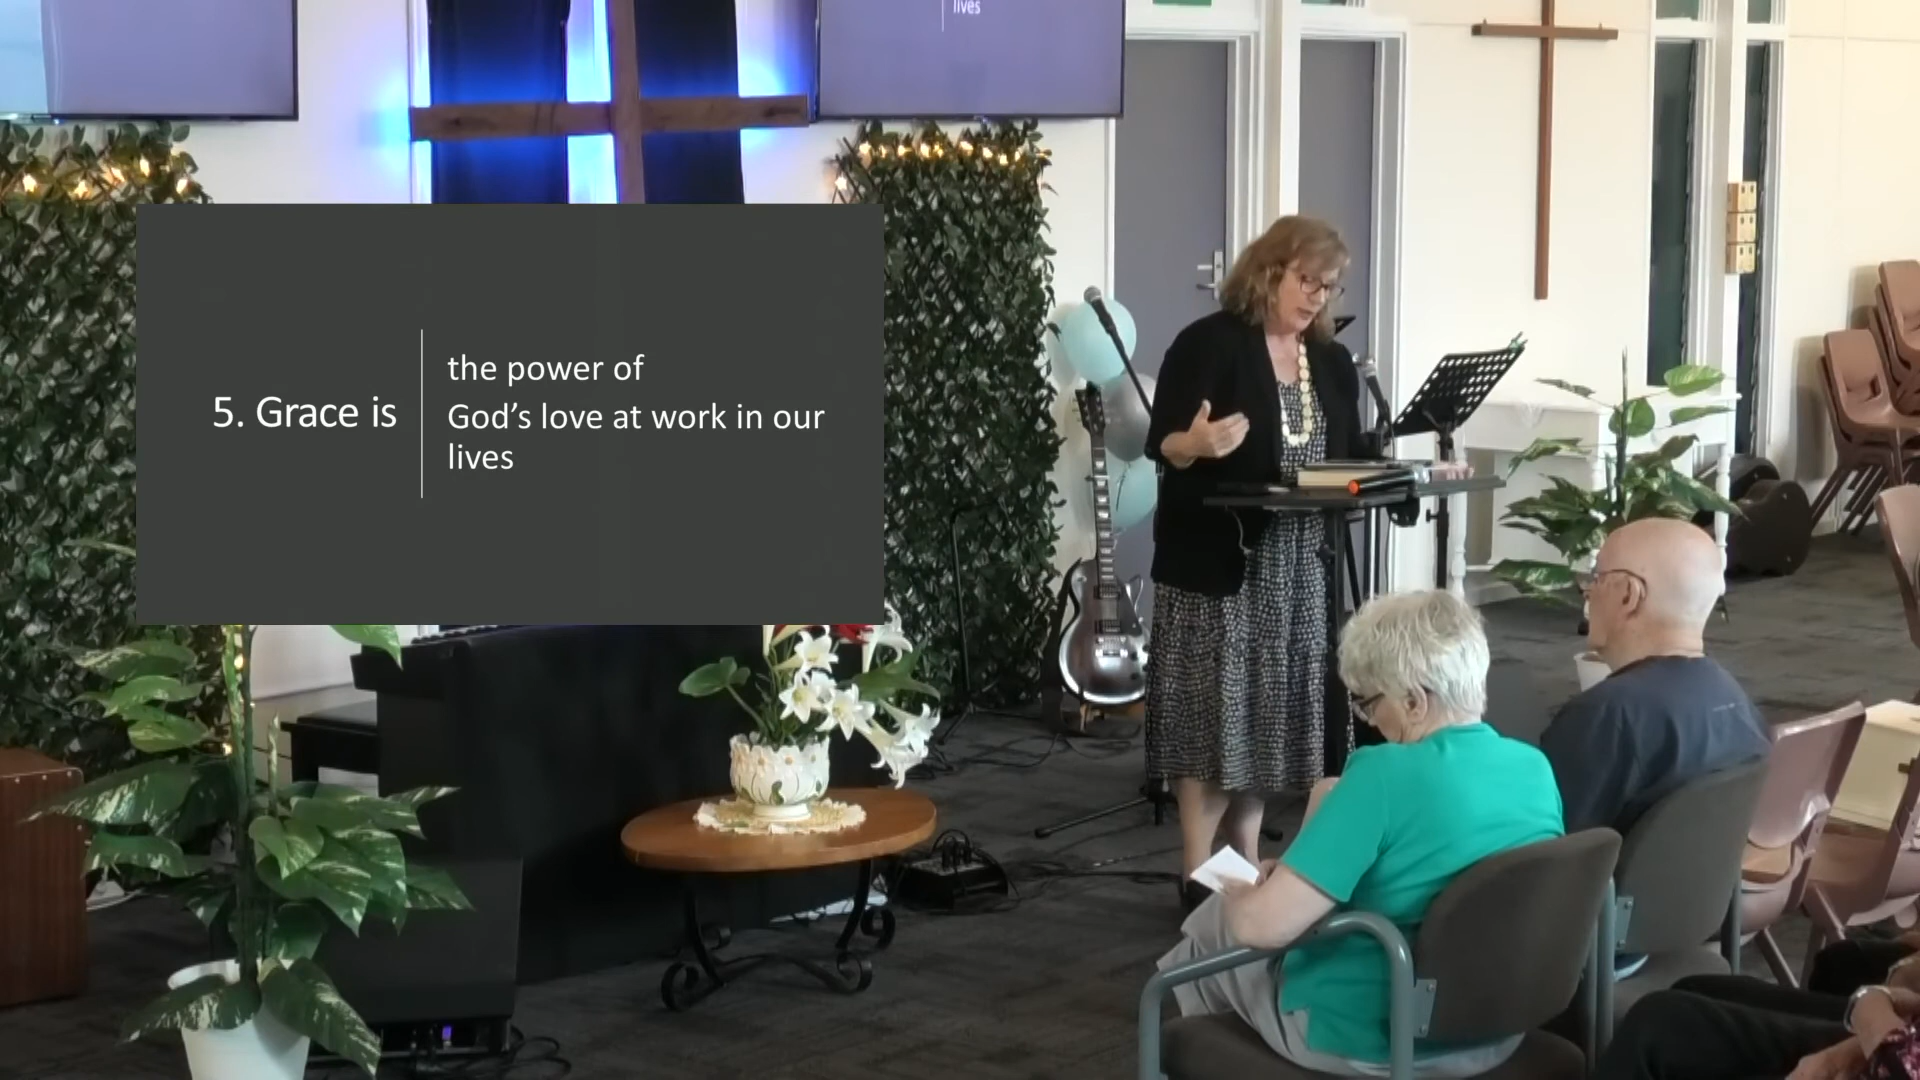 lives
5. Grace is
the power of
God’s love at work in our
lives